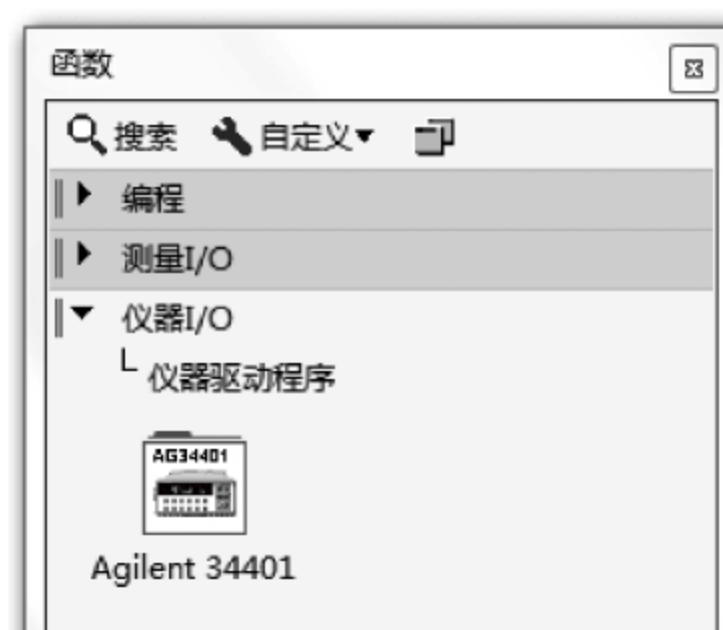 函数
搜索 自定义
编程
测量I/O
仪器I/O
仪器驱动程序
AG34401
Agilent 34401